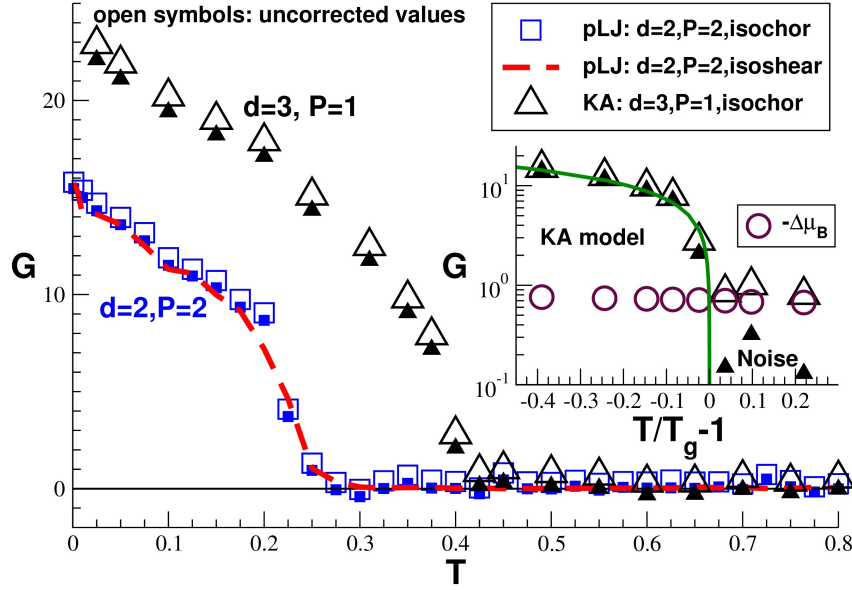 open symbols: uncorrected values
pLJ: d=2,P=2,isochor
pLJ: d=2,P=2,isoshear
KA: d=3,P=1,isochor
d=3, P=1
d=2,P=2
G
20
10
0
0 0.1 0.2 0.3 0.4 0.5 0.6 0.7 0.8
T
G
10^1
10^0
10^-1
KA model
-Δμ_B
Noise
-0.4 -0.3 -0.2 -0.1 0 0.1 0.2
T/T_g-1